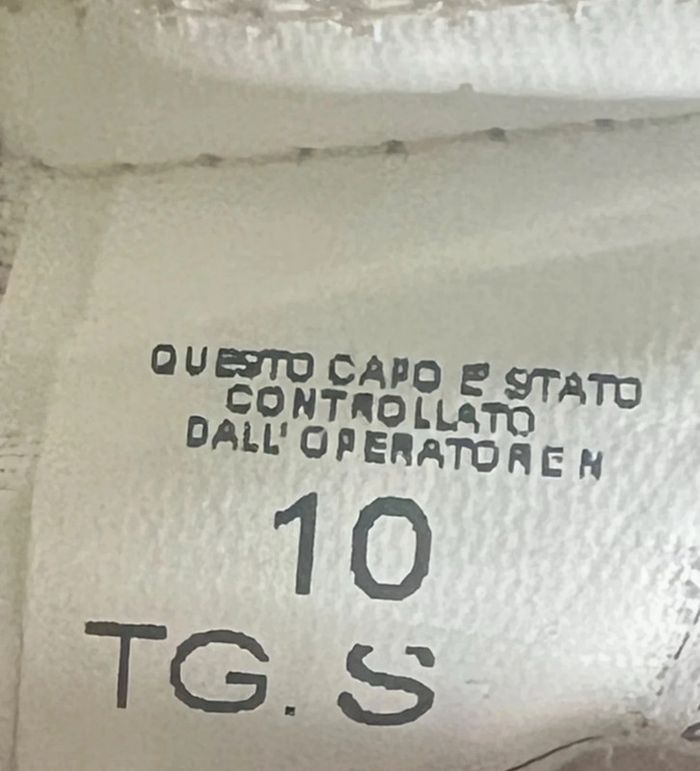 QUESTO CAPO E' STATO
CONTROLLATO
DALL' OPERATORE N
10
TG. S